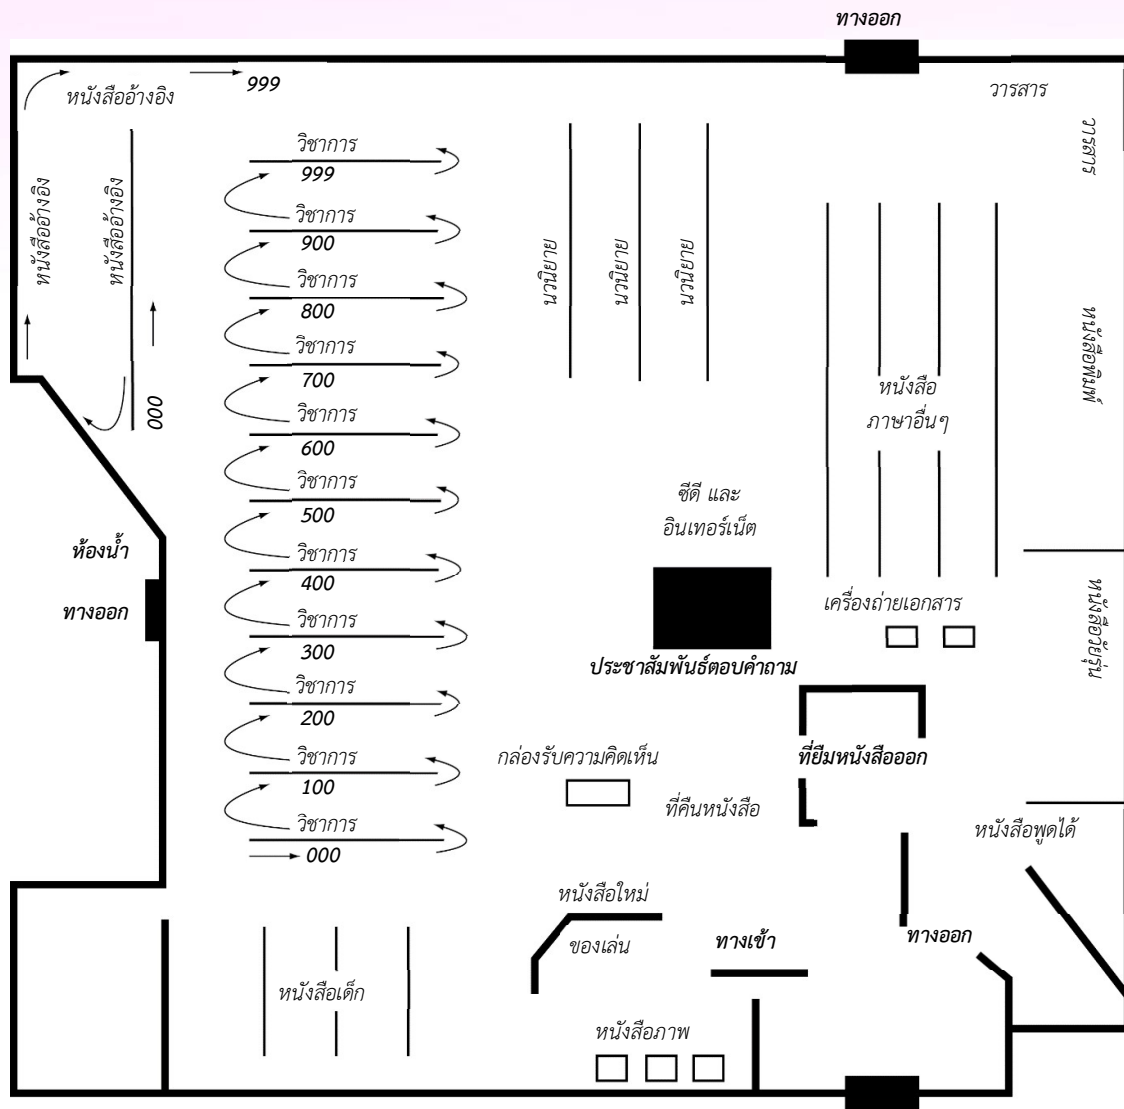 ทางออก
วารสาร
วารสาร
หนังสืออ้างอิง
999
หนังสืออ้างอิง
หนังสืออ้างอิง
000
วิชาการ
999
วิชาการ
900
วิชาการ
800
วิชาการ
700
วิชาการ
600
วิชาการ
500
วิชาการ
400
วิชาการ
300
วิชาการ
200
วิชาการ
100
วิชาการ
000
นวนิยาย
นวนิยาย
นวนิยาย
หนังสือ
ภาษาอื่นๆ
หนังสือพิมพ์
ซีดี และ
อินเทอร์เน็ต
ห้องน้ำ
ทางออก
ประชาสัมพันธ์ตอบคำถาม
เครื่องถ่ายเอกสาร
หนังสือวัยรุ่น
กล่องรับความคิดเห็น
ที่ยืมหนังสือออก
ที่คืนหนังสือ
หนังสือพูดได้
หนังสือใหม่
ของเล่น
ทางเข้า
ทางออก
หนังสือเด็ก
หนังสือภาพ